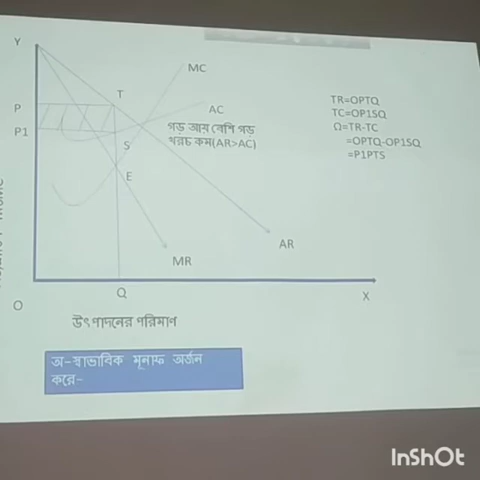 Y
MC
T
P
AC
P1
গড় আয় বেশি গড়
খরচ কম(AR>AC)
S
E
AR
MR
Q
X
O
TR=OPTQ
TC=OP1SQ
Ω=TR-TC
=OPTQ-OP1SQ
=P1PTS
উৎপাদনের পরিমাণ
অ-স্বাভাবিক মূনাফ অর্জন
করে-
InShOt